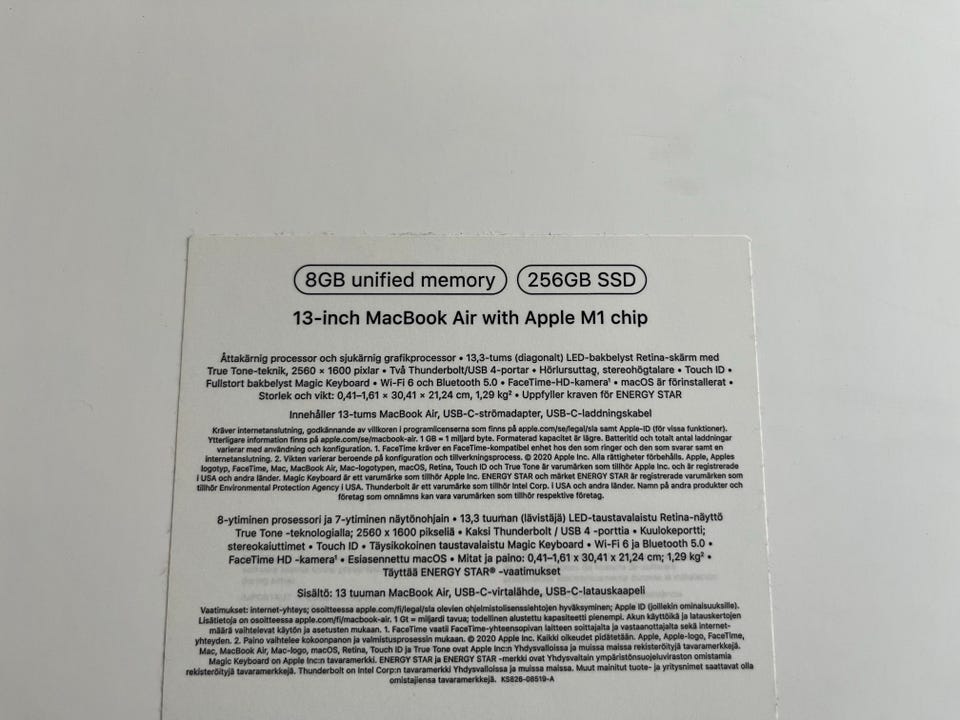 8GB unified memory 256GB SSD
13-inch MacBook Air with Apple M1 chip
Åttakärnig processor och sjukärnig grafikprocessor • 13,3-tums (diagonalt) LED-bakbelyst Retina-skärm med
True Tone-teknik, 2560 × 1600 pixlar • Två Thunderbolt/USB 4-portar • Hörlursuttag, stereohögtalare • Touch ID •
Fullstort bakbelyst Magic Keyboard • Wi-Fi 6 och Bluetooth 5.0 • FaceTime-HD-kamera¹ • macOS är förinstallerat •
Storlek och vikt: 0,41–1,61 × 30,41 × 21,24 cm, 1,29 kg² • Uppfyller kraven för ENERGY STAR
Innehåller 13-tums MacBook Air, USB-C-strömadapter, USB-C-laddningskabel
Kräver internetanslutning, godkännande av villkoren i programlicenserna som finns på apple.com/se/legal/sla samt Apple-ID (för vissa funktioner).
Ytterligare information finns på apple.com/se/macbook-air. 1 GB = 1 miljard byte. Formaterad kapacitet är lägre. Batteritid och totalt antal laddningar
varierar med användning och konfiguration. 1. FaceTime kräver en FaceTime-kompatibel enhet hos den som ringer och den som svarar samt en
internetanslutning. 2. Vikten varierar beroende på konfiguration och tillverkningsprocess. © 2020 Apple Inc. Alla rättigheter förbehålls. Apple, Apples
logotyp, FaceTime, Mac, MacBook Air, Mac-logotypen, macOS, Retina, Touch ID och True Tone är varumärken som tillhör Apple Inc. och är registrerade
i USA och andra länder. Magic Keyboard är ett varumärke som tillhör Apple Inc. ENERGY STAR och märket ENERGY STAR är registrerade varumärken som
tillhör Environmental Protection Agency i USA. Thunderbolt är ett varumärke som tillhör Intel Corp. i USA och andra länder. Namn på andra produkter och
företag som omnämns kan vara varumärken som tillhör respektive företag.
8-ytiminen prosessori ja 7-ytiminen näytönohjain • 13,3 tuuman (lävistäjä) LED-taustavalaistu Retina-näyttö
True Tone -teknologialla; 2560 x 1600 pikseliä • Kaksi Thunderbolt / USB 4 -porttia • Kuulokeportti;
stereokaiuttimet • Touch ID • Täysikokoinen taustavalaistu Magic Keyboard • Wi-Fi 6 ja Bluetooth 5.0 •
FaceTime HD -kamera¹ • Esiasennettu macOS • Mitat ja paino: 0,41–1,61 x 30,41 x 21,24 cm; 1,29 kg² •
Täyttää ENERGY STAR® -vaatimukset
Sisältö: 13 tuuman MacBook Air, USB-C-virtalähde, USB-C-latauskaapeli
Vaatimukset: internet-yhteys; osoitteessa apple.com/fi/legal/sla olevien ohjelmistolisenssiehtojen hyväksyminen; Apple ID (joillekin ominaisuuksille).
Lisätietoja on osoitteessa apple.com/fi/macbook-air. 1 Gt = miljardi tavua; todellinen alustettu kapasiteetti pienempi. Akun käyttöikä ja latauskertojen
määrä vaihtelevat käytön ja asetusten mukaan. 1. FaceTime vaatii FaceTime-yhteensopivan laitteen soittajalta ja vastaanottajalta sekä internet-
yhteyden. 2. Paino vaihtelee kokoonpanon ja valmistusprosessin mukaan. © 2020 Apple Inc. Kaikki oikeudet pidätetään. Apple, Apple-logo, FaceTime,
Mac, MacBook Air, Mac-logo, macOS, Retina, Touch ID ja True Tone ovat Apple Inc:n Yhdysvalloissa ja muissa maissa rekisteröityjä tavaramerkkejä.
Magic Keyboard on Apple Inc:n tavaramerkki. ENERGY STAR ja ENERGY STAR -merkki ovat Yhdysvaltain ympäristönsuojeluviraston omistamia
rekisteröityjä tavaramerkkejä. Thunderbolt on Intel Corp:n tavaramerkki Yhdysvalloissa ja muissa maissa. Muut mainitut tuote- ja yritysnimet saattavat olla
omistajiensa tavaramerkkejä. KS826-08519-A